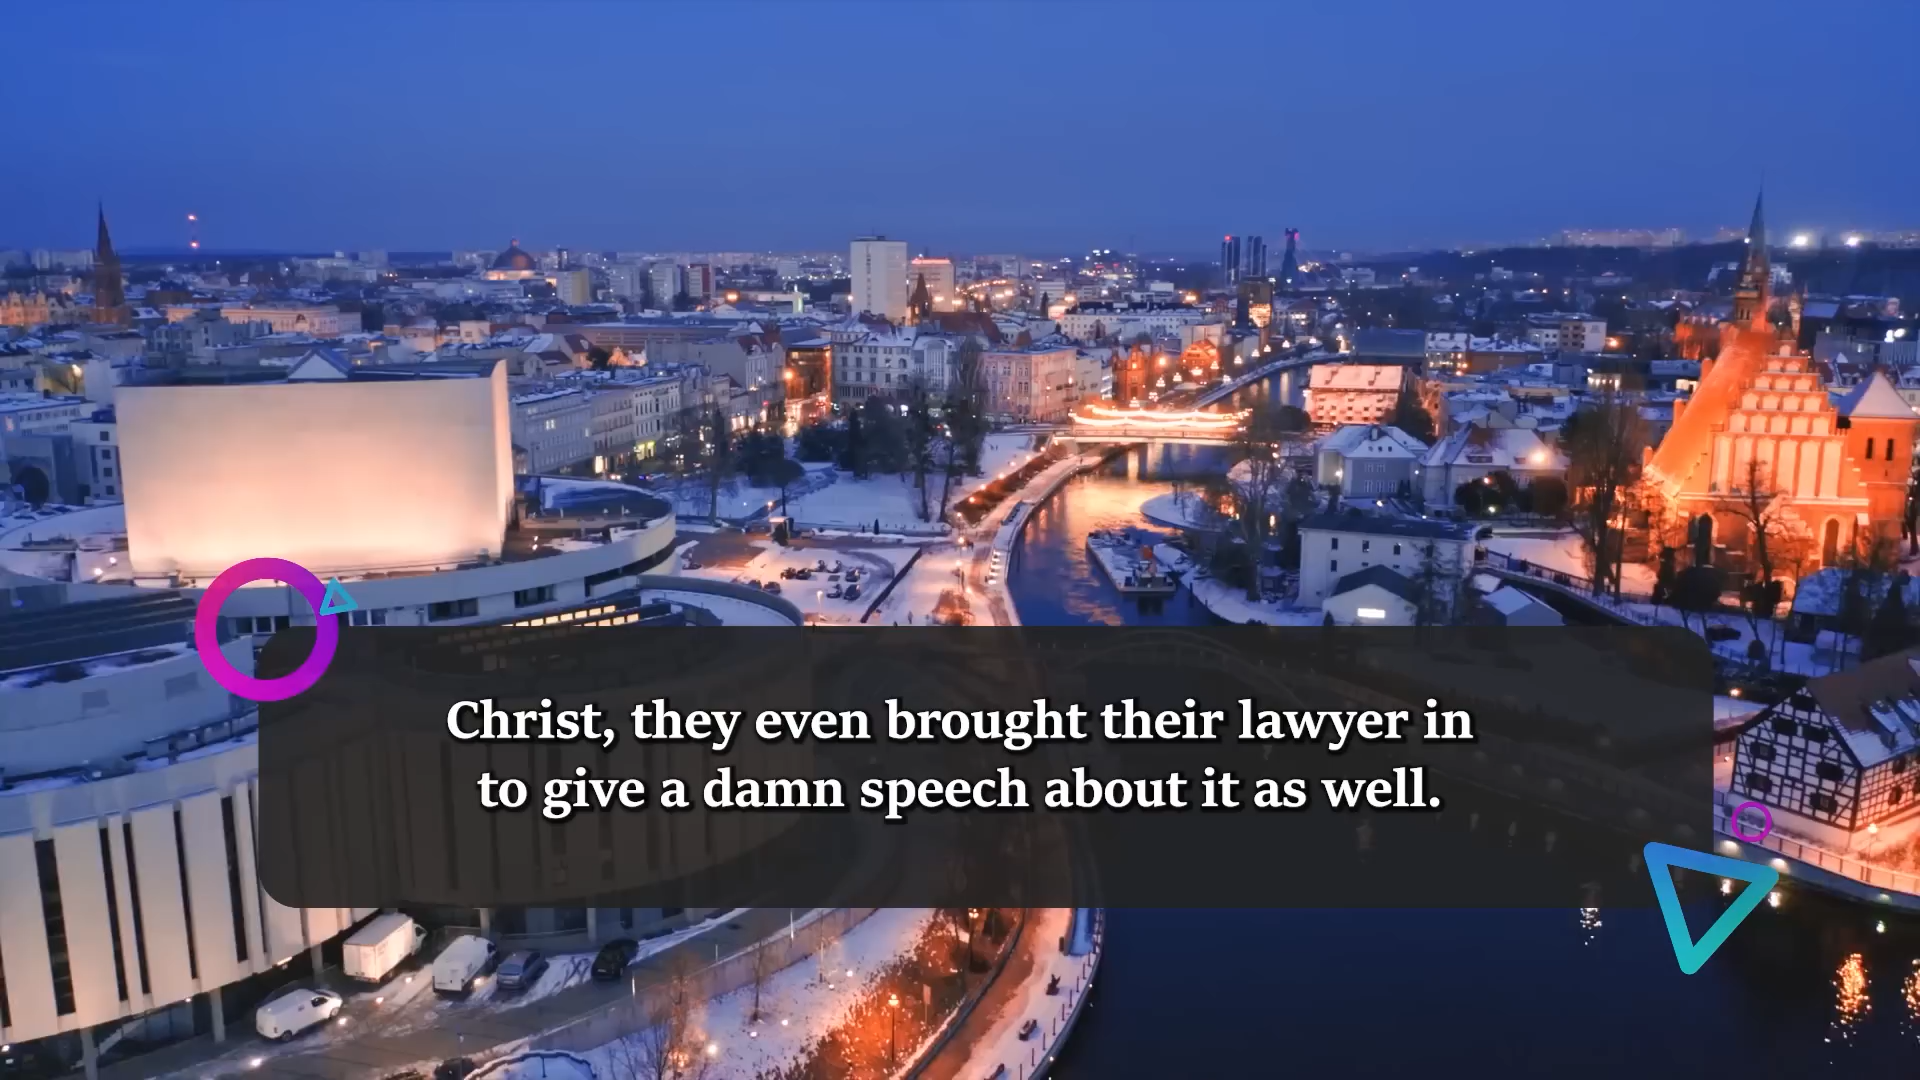 Christ, they even brought their lawyer in
to give a damn speech about it as well.